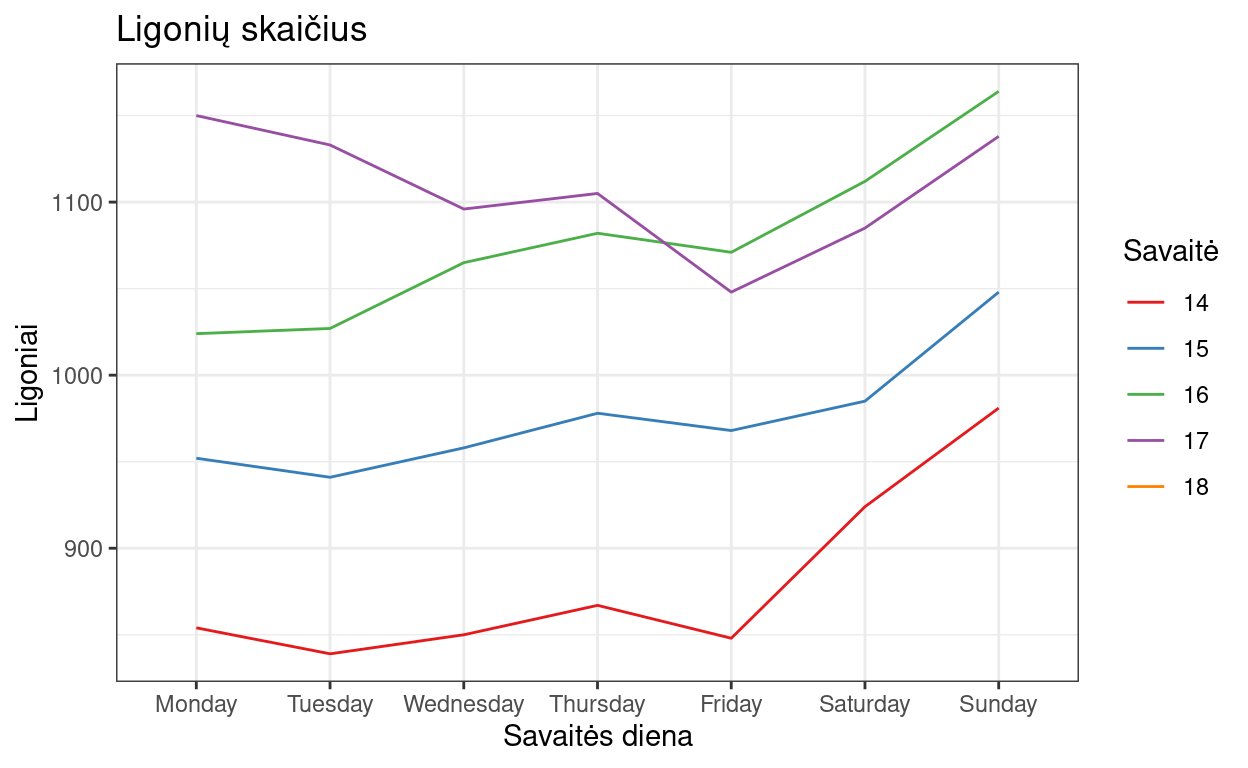 Ligonių skaičius
Ligoniai
1100
1000
900
Monday Tuesday Wednesday Thursday Friday Saturday Sunday
Savaitės diena
Savaitė
14
15
16
17
18